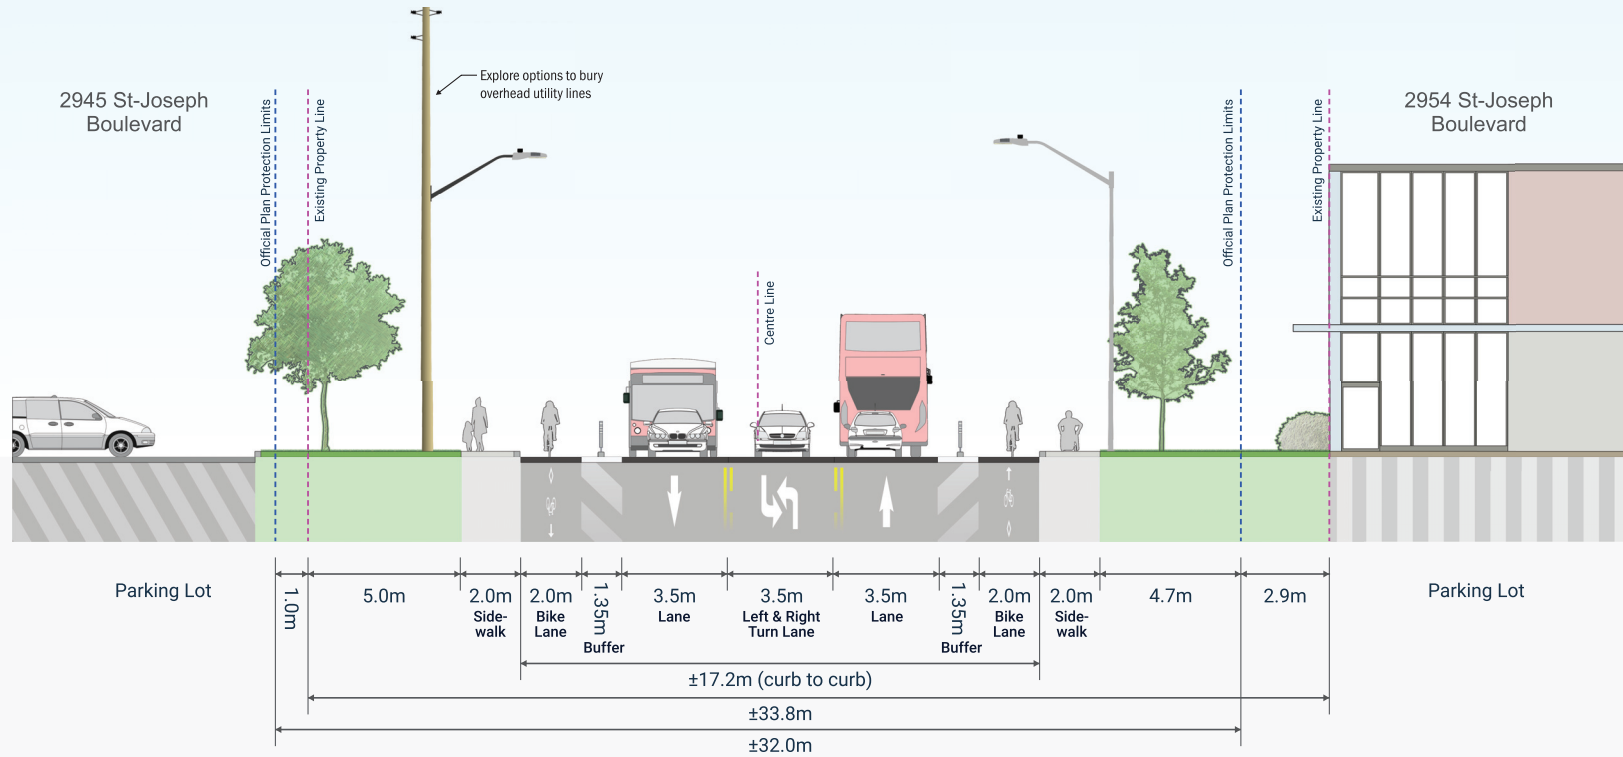 Explore options to bury
overhead utility lines
2945 St-Joseph
Boulevard
2954 St-Joseph
Boulevard
Official Plan Protection Limits
Existing Property Line
Centre Line
Official Plan Protection Limits
Existing Property Line
Parking Lot
1.0m
5.0m
2.0m
Side-
walk
2.0m
Bike
Lane
1.35m
Buffer
3.5m
Lane
3.5m
Left & Right
Turn Lane
3.5m
Lane
1.35m
Buffer
2.0m
Bike
Lane
2.0m
Side-
walk
4.7m
2.9m
Parking Lot
±17.2m (curb to curb)
±33.8m
±32.0m